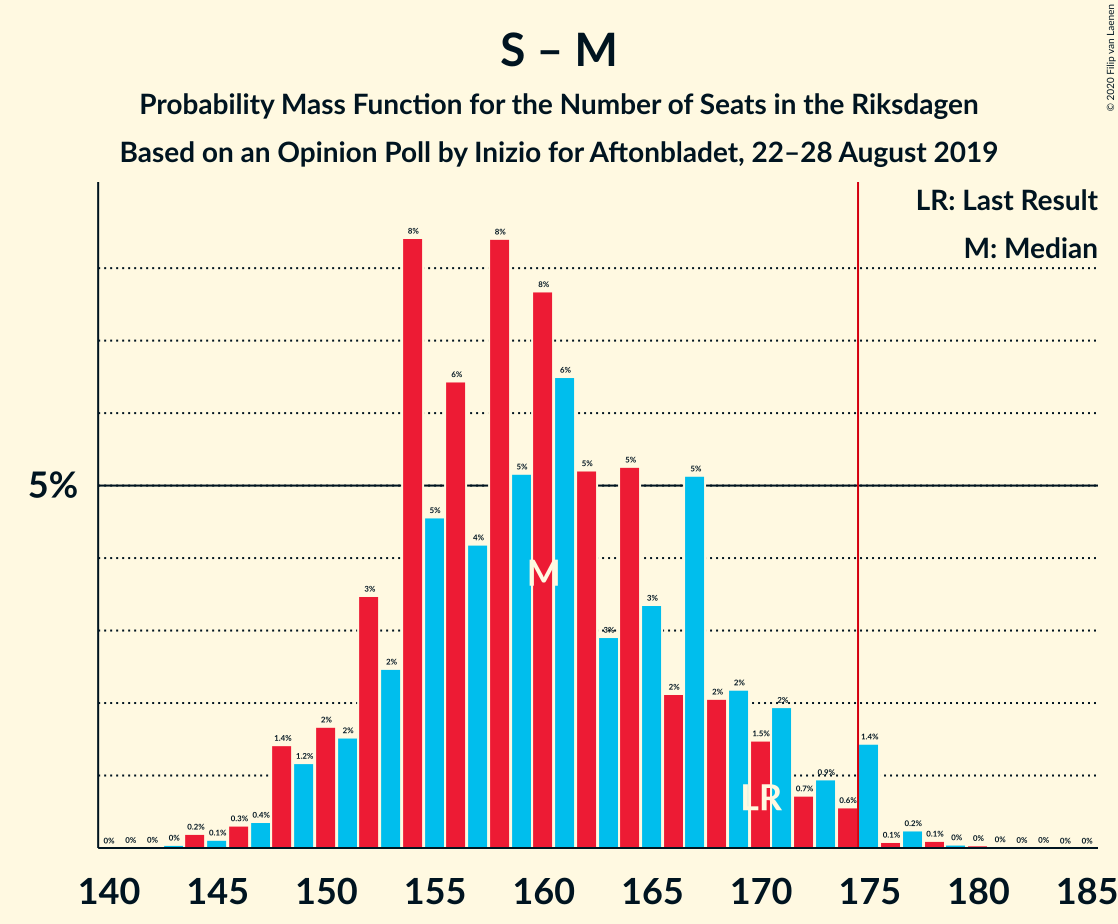 S – M
Probability Mass Function for the Number of Seats in the Riksdagen
Based on an Opinion Poll by Inizio for Aftonbladet, 22–28 August 2019
© 2020 Filip van Laenen
LR: Last Result
M: Median
5%
0% 0% 0% 0% 0.2% 0.1% 0.3% 0.4% 1.4% 1.2% 2% 2% 3% 2% 8% 5% 6% 4% 8% 5% 8% 6% 5% 3% 5% 3% 2% 5% 2% 2% 1.5% 2% 0.7% 0.9% 0.6% 1.4% 0.1% 0.2% 0.1% 0% 0% 0% 0% 0% 0% 0%
M
LR
140 145 150 155 160 165 170 175 180 185